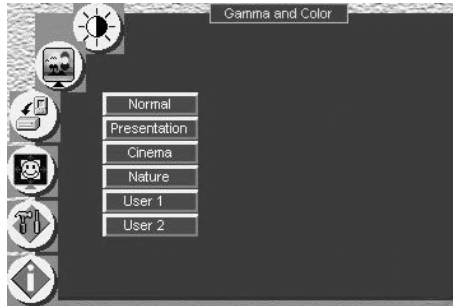 Gamma and Color
Normal
Presentation
Cinema
Nature
User 1
User 2